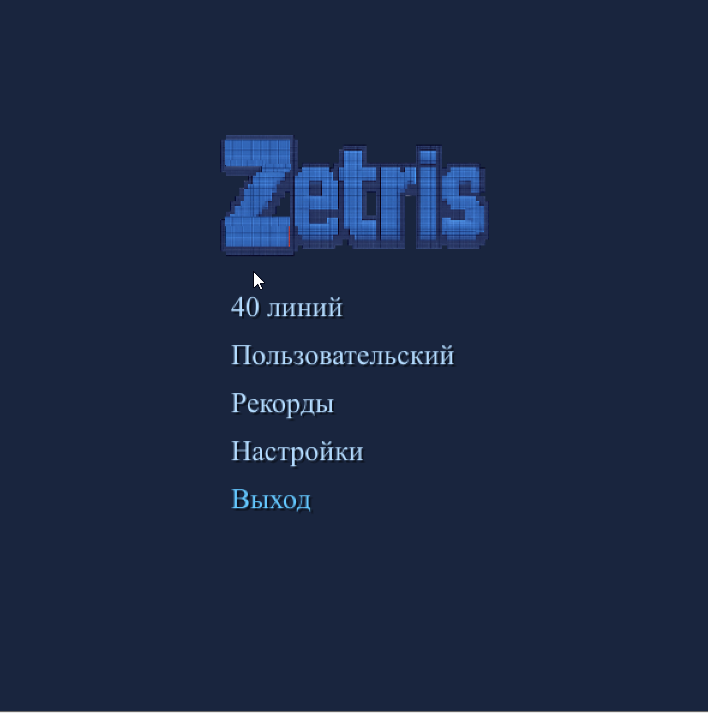 Zetris
40 линий
Пользовательский
Рекорды
Настройки
Выход